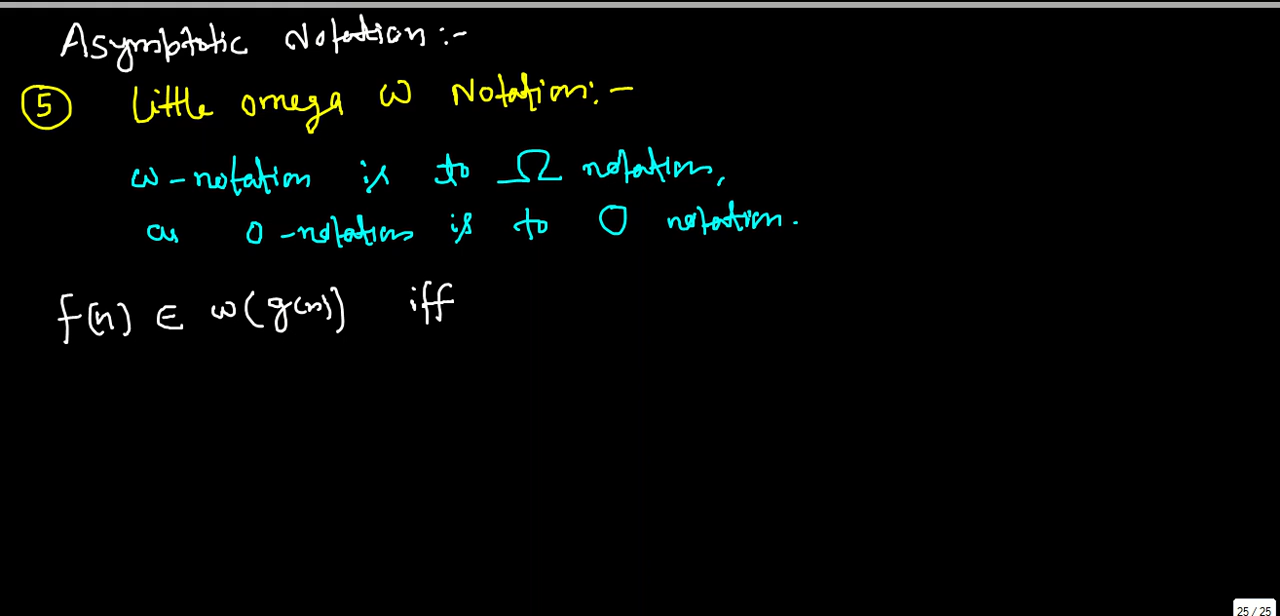 Asymptotic Notation:-
⑤ Little omega ω Notation:-
ω-notation is to Ω notation,
as o-notation is to O notation.
f(n) ∈ ω(g(n)) iff
25 / 25